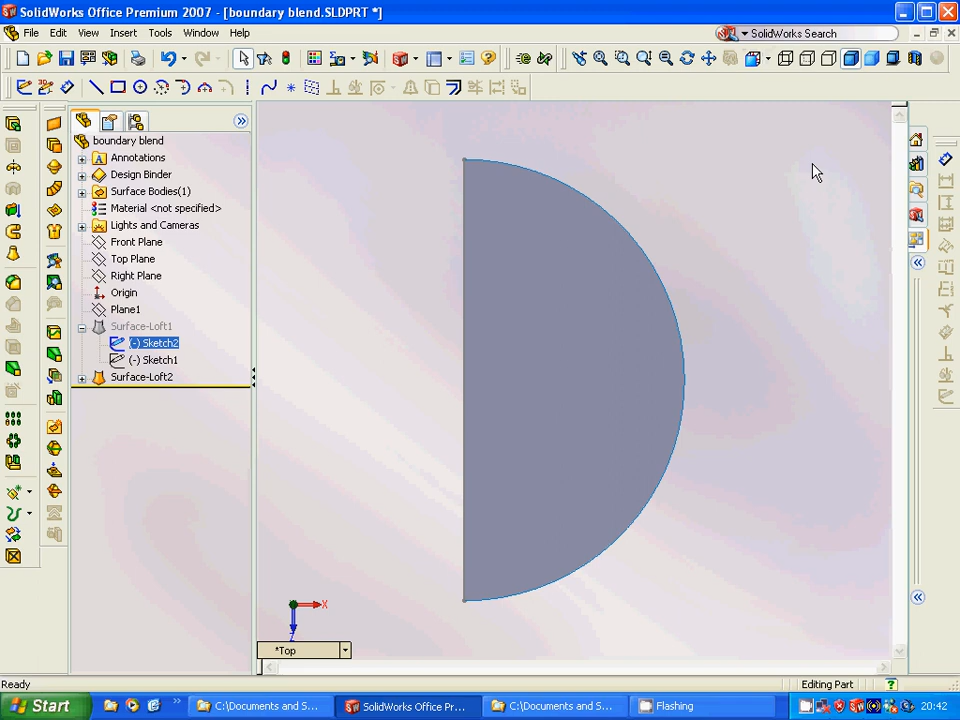 SolidWorks Office Premium 2007 - [boundary blend.SLDPRT *]
File Edit View Insert Tools Window Help
SolidWorks Search
boundary blend
Annotations
Design Binder
Surface Bodies(1)
Material <not specified>
Lights and Cameras
Front Plane
Top Plane
Right Plane
Origin
Plane1
Surface-Loft1
(-) Sketch2
(-) Sketch1
Surface-Loft2
X
Z
*Top
Ready
Editing Part
Start
C:\Documents and S...
SolidWorks Office Pr...
C:\Documents and S...
Flashing
20:42